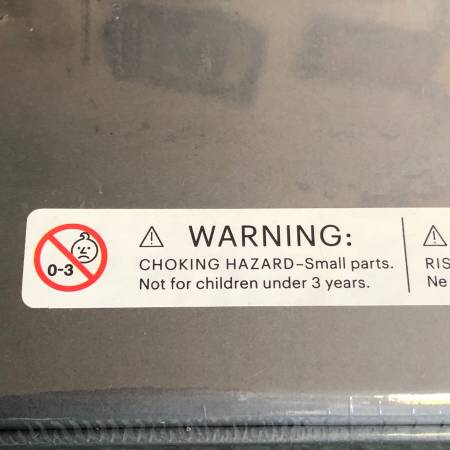 0-3
WARNING:
CHOKING HAZARD–Small parts.
Not for children under 3 years.
RIS
Ne